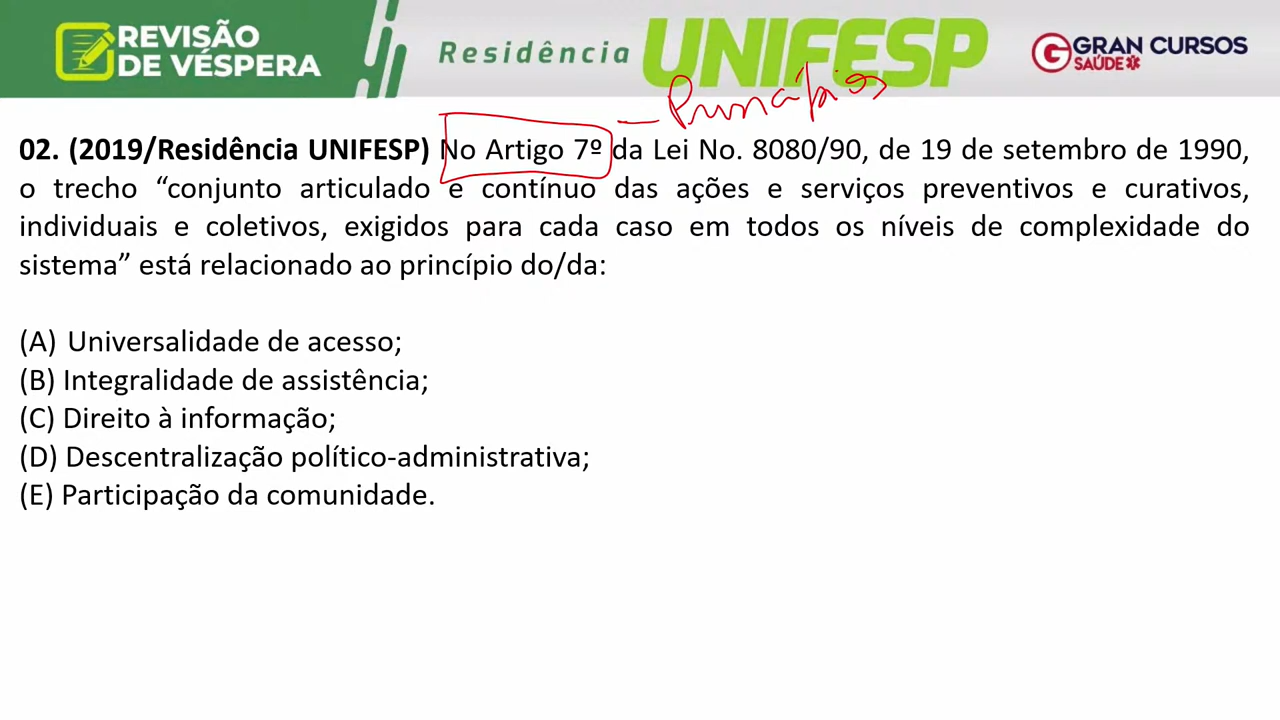 REVISÃO
DE VÉSPERA
Residência UNIFESP
GRAN CURSOS
SAÚDE
– Princípios
02. (2019/Residência UNIFESP) No Artigo 7º da Lei No. 8080/90, de 19 de setembro de 1990,
o trecho “conjunto articulado e contínuo das ações e serviços preventivos e curativos,
individuais e coletivos, exigidos para cada caso em todos os níveis de complexidade do
sistema” está relacionado ao princípio do/da:
(A) Universalidade de acesso;
(B) Integralidade de assistência;
(C) Direito à informação;
(D) Descentralização político-administrativa;
(E) Participação da comunidade.